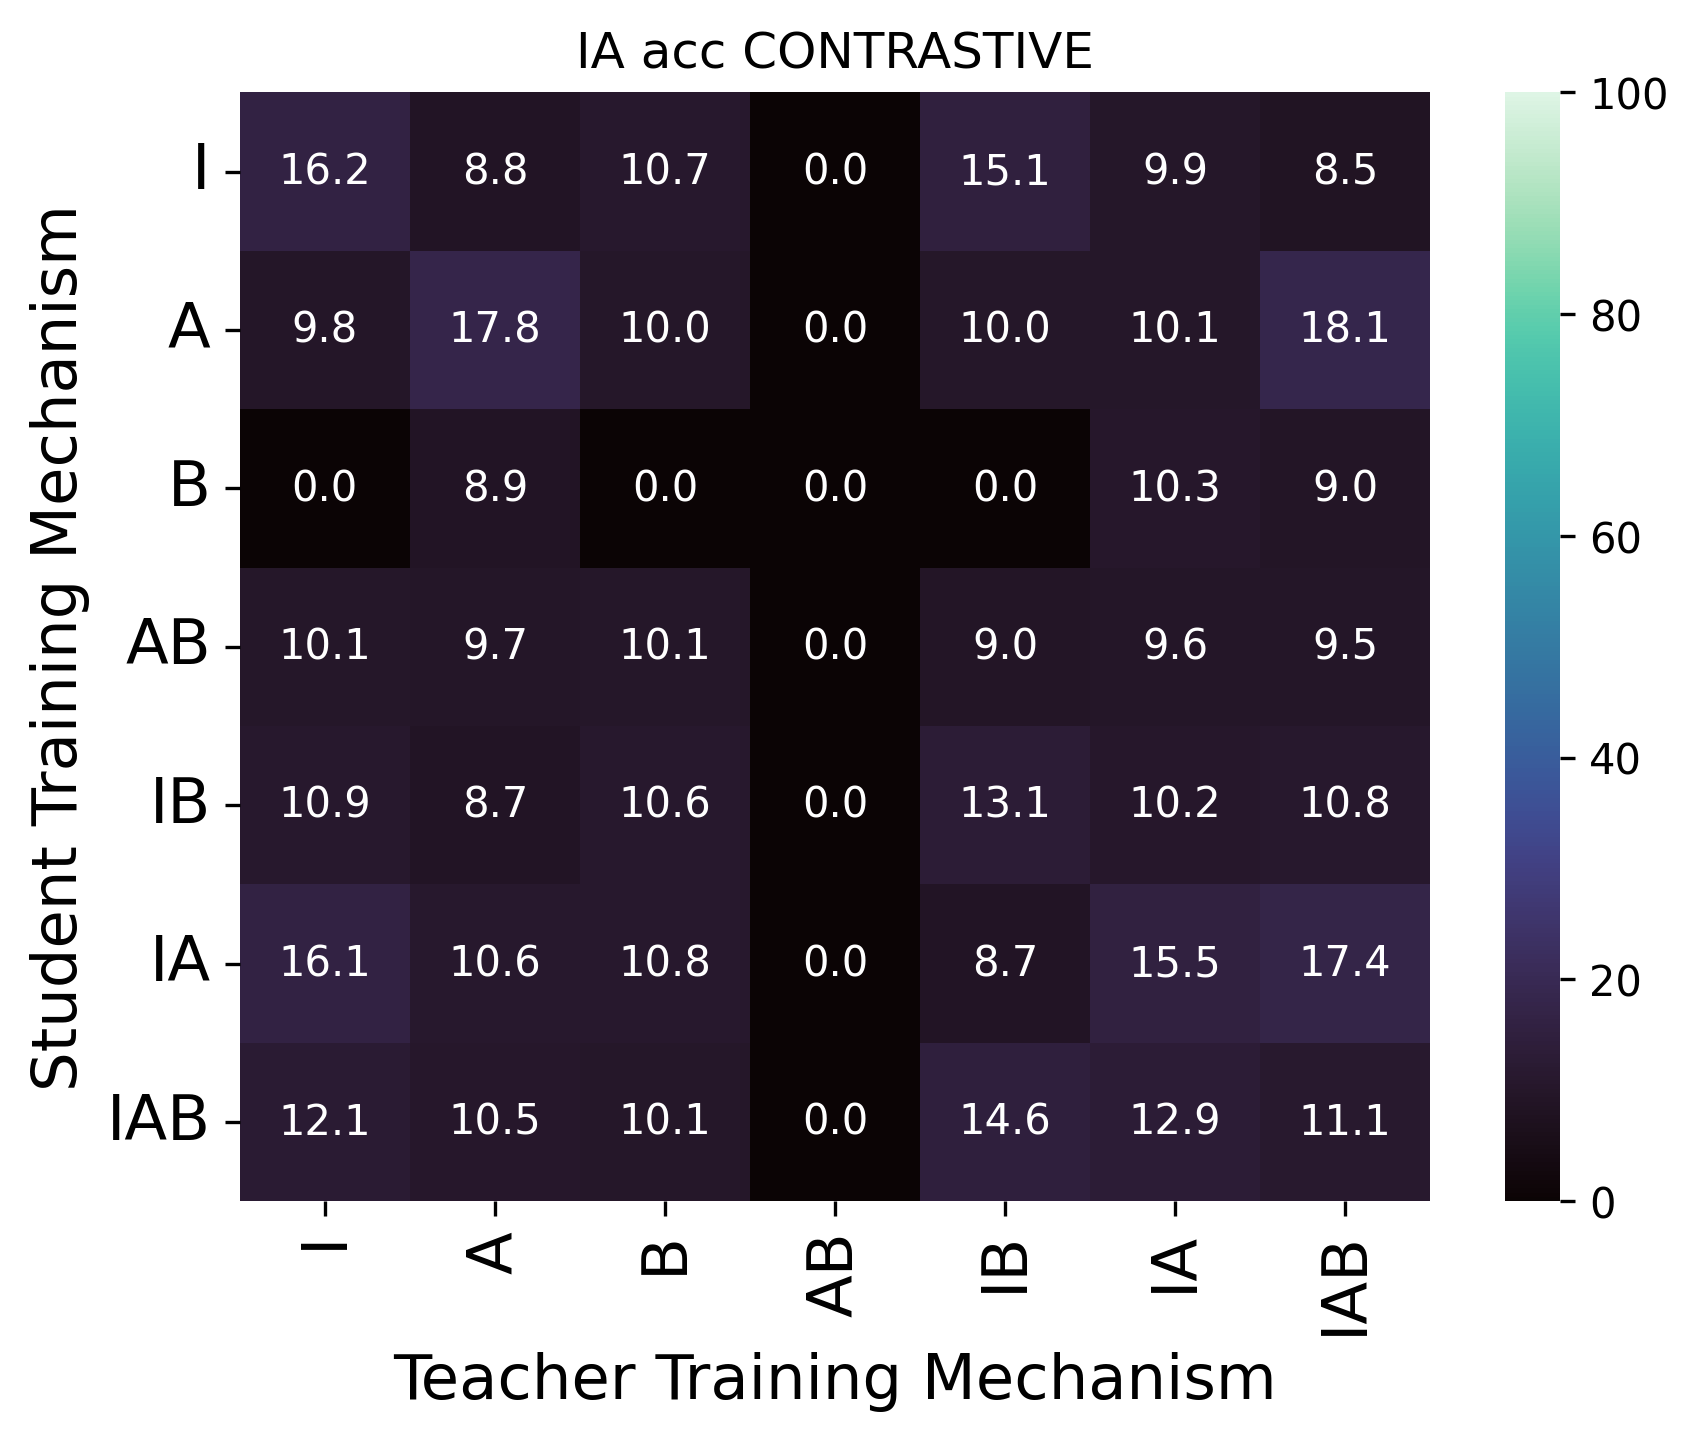 IA acc CONTRASTIVE
Student Training Mechanism
I 16.2 8.8 10.7 0.0 15.1 9.9 8.5
A 9.8 17.8 10.0 0.0 10.0 10.1 18.1
B 0.0 8.9 0.0 0.0 0.0 10.3 9.0
AB 10.1 9.7 10.1 0.0 9.0 9.6 9.5
IB 10.9 8.7 10.6 0.0 13.1 10.2 10.8
IA 16.1 10.6 10.8 0.0 8.7 15.5 17.4
IAB 12.1 10.5 10.1 0.0 14.6 12.9 11.1
I A B AB IB IA IAB
Teacher Training Mechanism
100
80
60
40
20
0